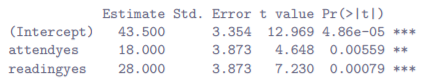 Estimate Std. Error t value Pr(>|t|)
(Intercept) 43.500 3.354 12.969 4.86e-05 ***
attendyes 18.000 3.873 4.648 0.00559 **
readingyes 28.000 3.873 7.230 0.00079 ***